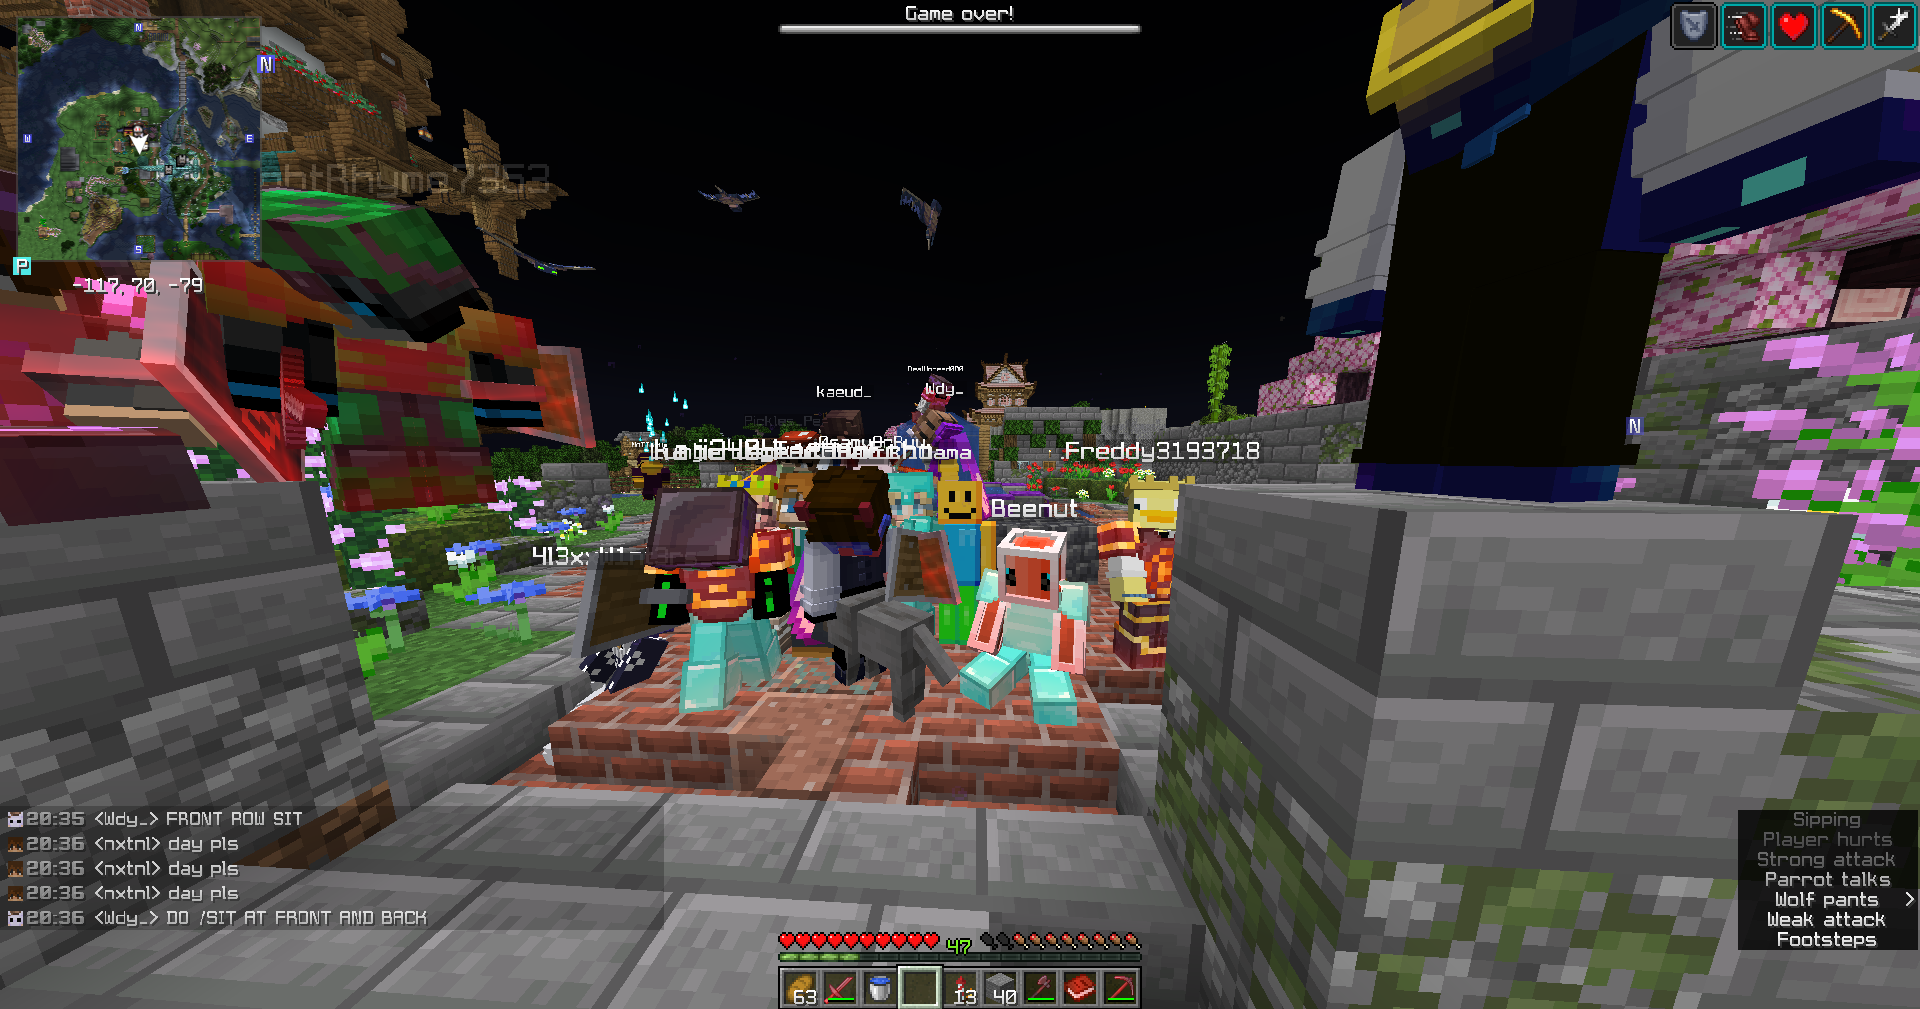 Game over!
N
N
W
E
S
P
-117, 70, -79
kaeud_
Wdy_
.Freddy3193718
N
Beenut
20:35 <Wdy_> FRONT ROW SIT
20:36 <nxtnl> day pls
20:36 <nxtnl> day pls
20:36 <nxtnl> day pls
20:36 <Wdy_> DO /SIT AT FRONT AND BACK
Sipping
Player hurts
Strong attack
Parrot talks
Wolf pants >
Weak attack
Footsteps
47
63
13
40